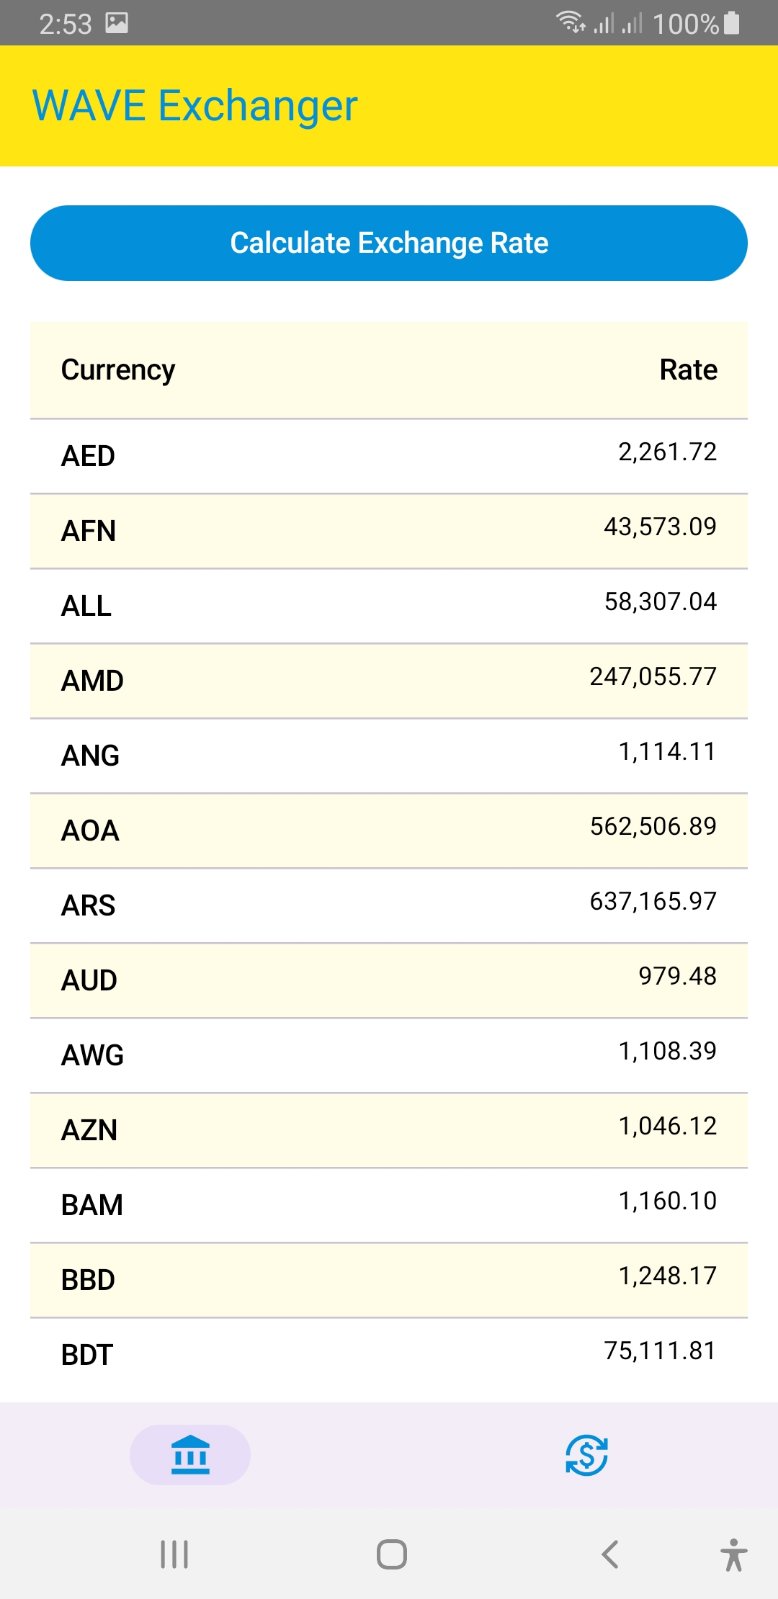 2:53 100%
WAVE Exchanger
Calculate Exchange Rate
Currency Rate
AED 2,261.72
AFN 43,573.09
ALL 58,307.04
AMD 247,055.77
ANG 1,114.11
AOA 562,506.89
ARS 637,165.97
AUD 979.48
AWG 1,108.39
AZN 1,046.12
BAM 1,160.10
BBD 1,248.17
BDT 75,111.81